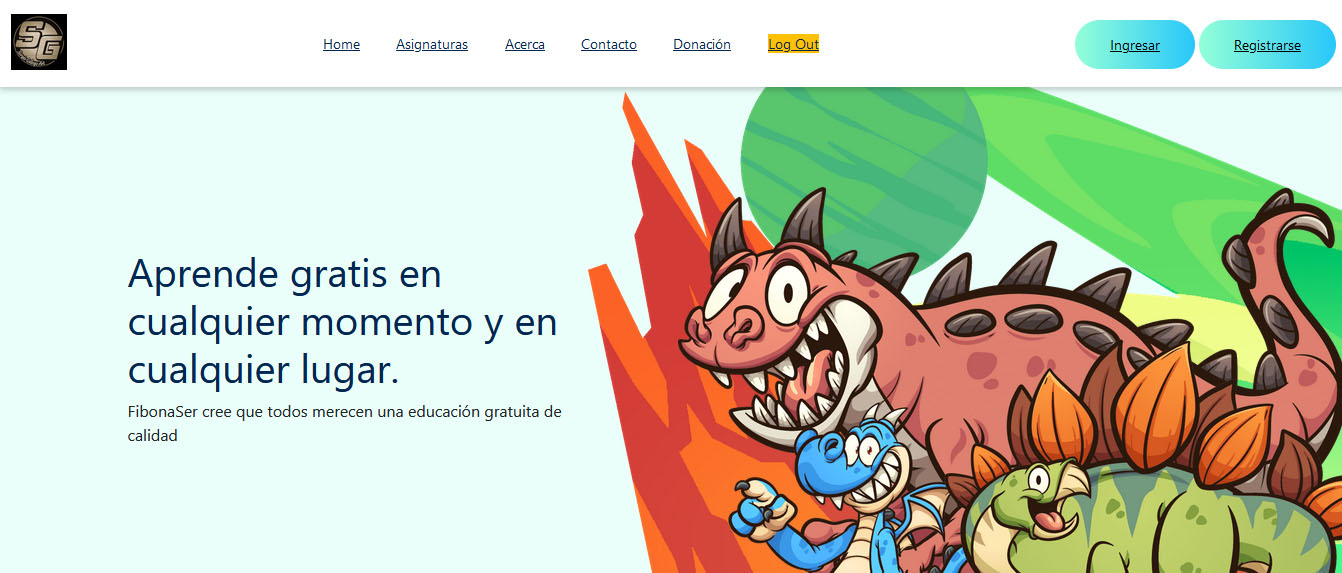 SG
Home
Asignaturas
Acerca
Contacto
Donación
Log Out
Ingresar
Registrarse
Aprende gratis en
cualquier momento y en
cualquier lugar.
FibonaSer cree que todos merecen una educación gratuita de
calidad